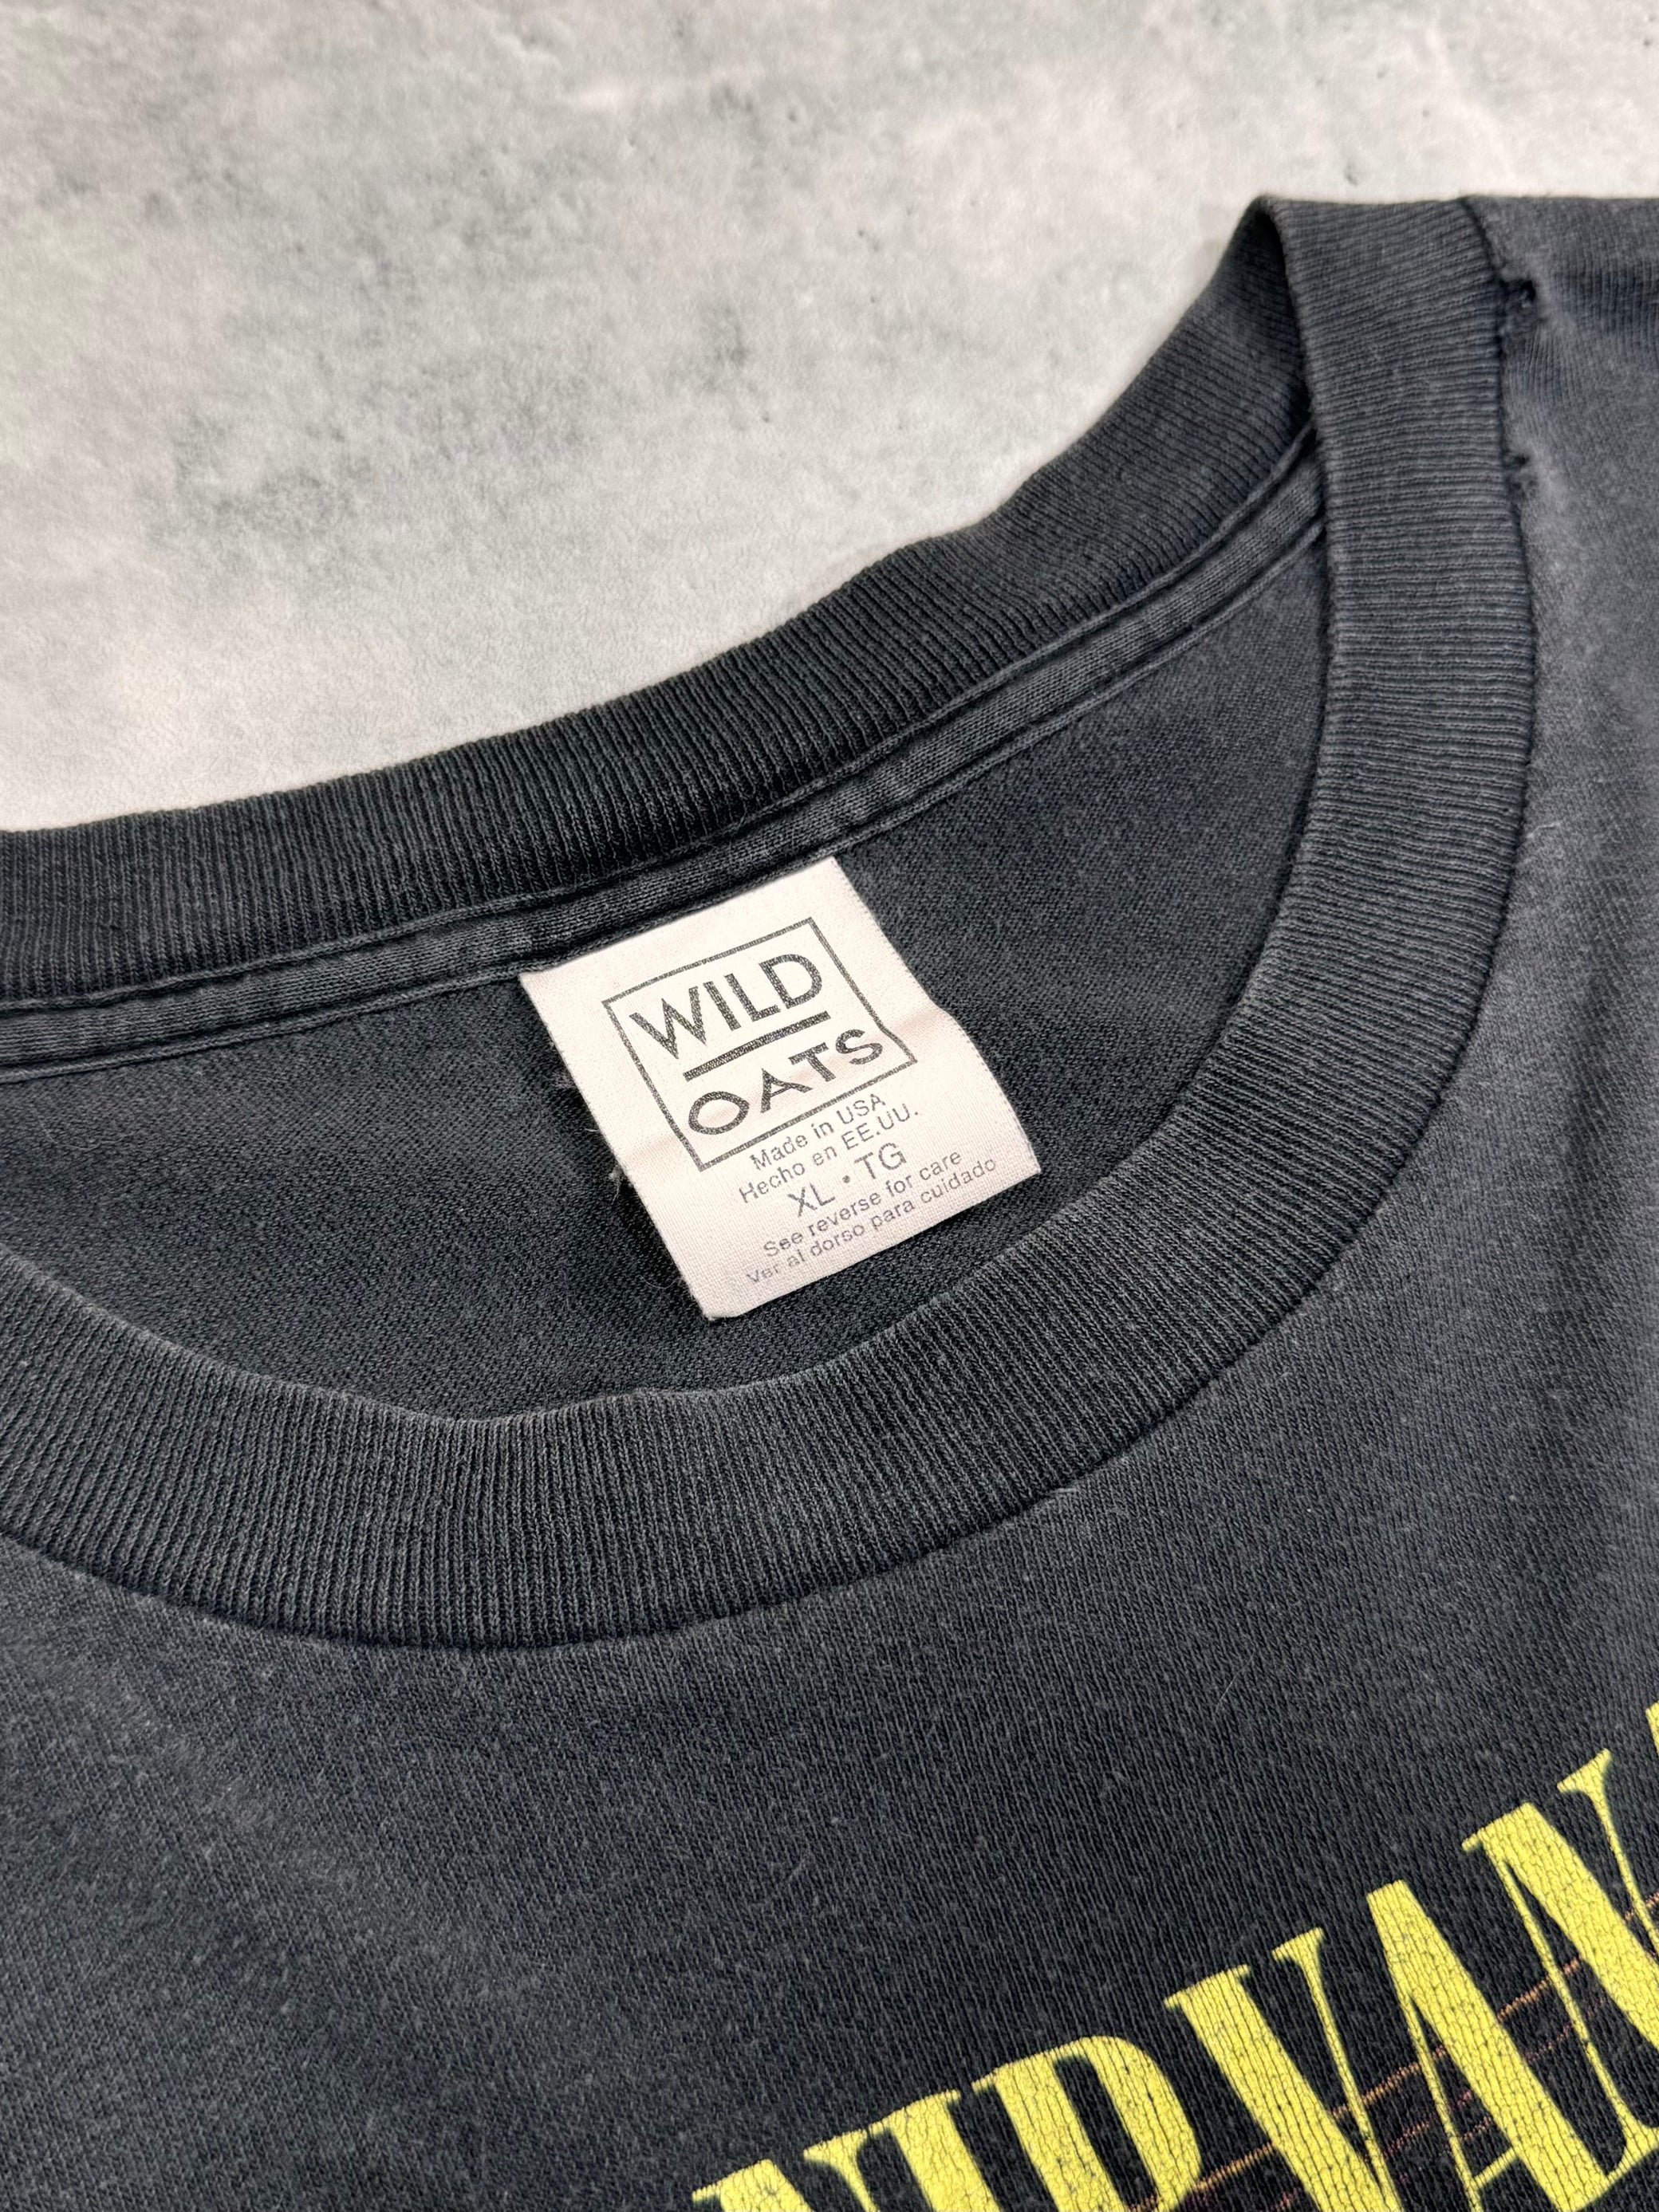 WILD
OATS
Made in USA
Hecho en EE.UU.
XL • TG
See reverse for care
Ver al dorso para cuidado
NIRVAN